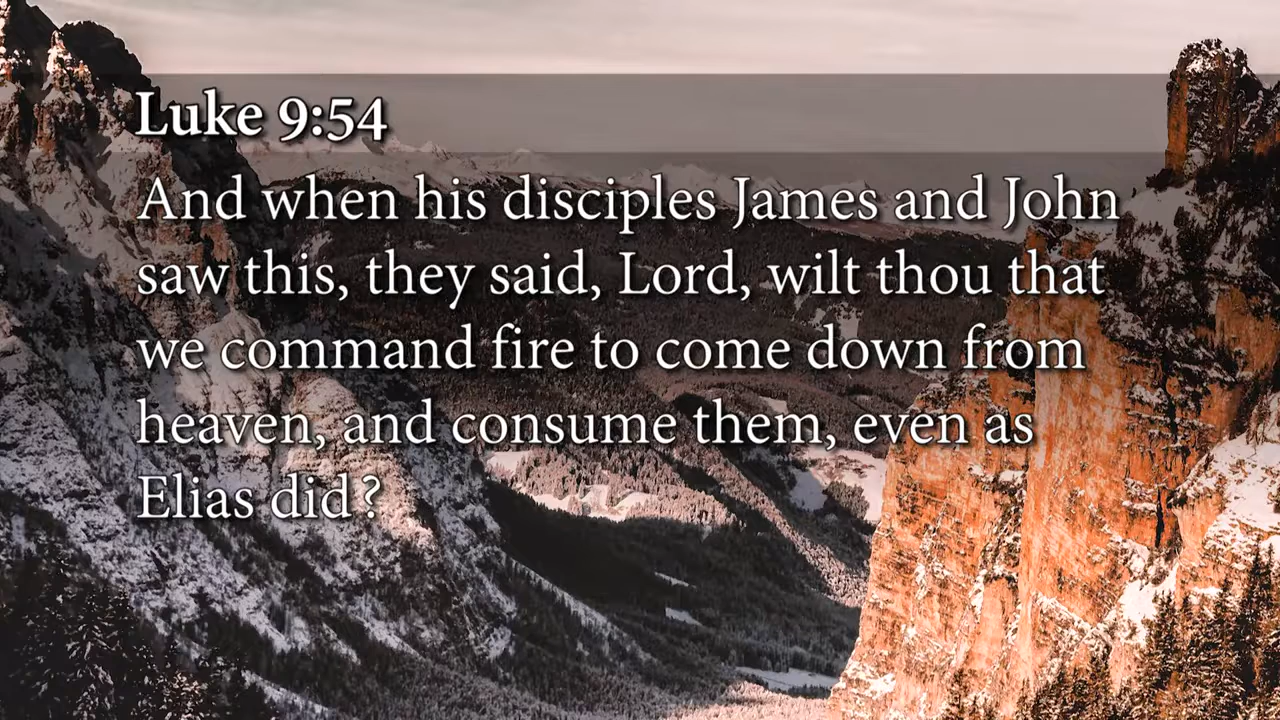 Luke 9:54
And when his disciples James and John
saw this, they said, Lord, wilt thou that
we command fire to come down from
heaven, and consume them, even as
Elias did?